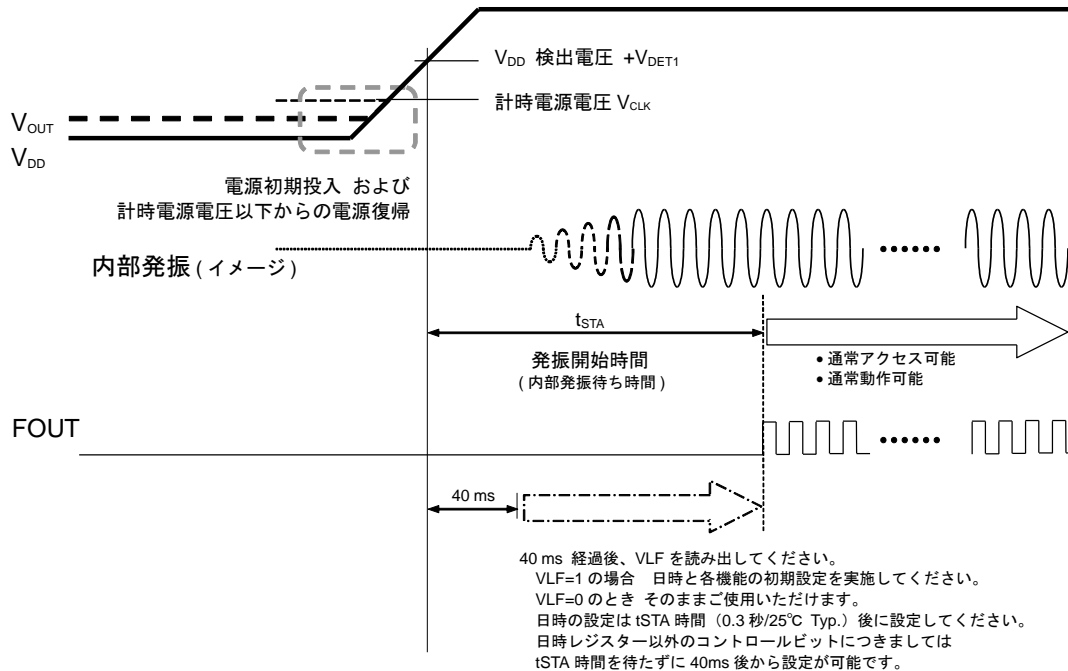 VDD 検出電圧 +VDET1
計時電源電圧 VCLK
VOUT
VDD
電源初期投入 および
計時電源電圧以下からの電源復帰
内部発振 ( イメージ )
tSTA
発振開始時間
( 内部発振待ち時間 )
• 通常アクセス可能
• 通常動作可能
FOUT
40 ms
40 ms 経過後、VLF を読み出してください。
VLF=1 の場合 日時と各機能の初期設定を実施してください。
VLF=0 のとき そのままご使用いただけます。
日時の設定は tSTA 時間（0.3 秒/25℃ Typ.）後に設定してください。
日時レジスター以外のコントロールビットにつきましては
tSTA 時間を待たずに 40ms 後から設定が可能です。